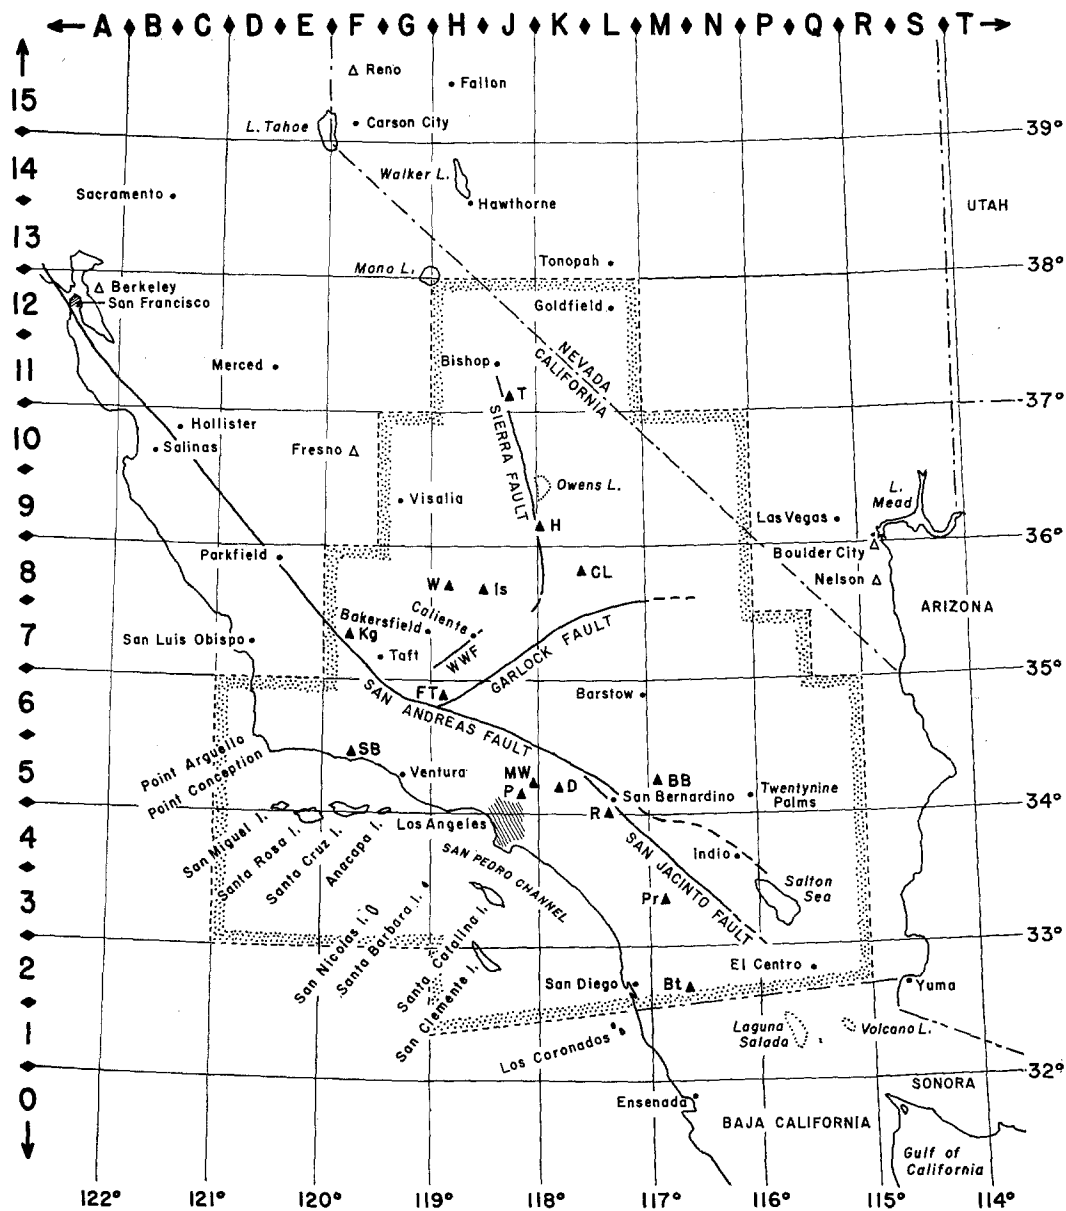 A B C D E F G H J K L M N P Q R S T
Reno
Fallon
15
L. Tahoe
Carson City
39°
14
Walker L.
Sacramento
Hawthorne
UTAH
13
Mono L.
Tonopah
38°
Berkeley
12
San Francisco
Goldfield
NEVADA
CALIFORNIA
11
Merced
Bishop
T
37°
SIERRA FAULT
10
Hollister
Salinas
Fresno
Owens L.
L.
Mead
9
Visalia
H
Las Vegas
36°
Parkfield
Boulder City
8
W
Is
CL
Nelson
ARIZONA
Caliente
Bakersfield
7
San Luis Obispo
Kg
Taft
WWF
GARLOCK FAULT
35°
6
FT
Barstow
SAN ANDREAS FAULT
SB
5
Point Arguello
Point Conception
Ventura
MW
P
D
BB
San Bernardino
Twentynine
Palms
34°
4
Los Angeles
R
San Miguel I.
Santa Rosa I.
Santa Cruz I.
Anacapa I.
SAN PEDRO CHANNEL
SAN JACINTO FAULT
Indio
Salton
Sea
3
Pr
San Nicolas I.
Santa Barbara I.
Santa Catalina I.
San Clemente I.
33°
2
San Diego
Bt
El Centro
Yuma
1
Los Coronados
Laguna
Salada
Volcano L.
32°
0
SONORA
Ensenada
BAJA CALIFORNIA
Gulf of
California
122° 121° 120° 119° 118° 117° 116° 115° 114°